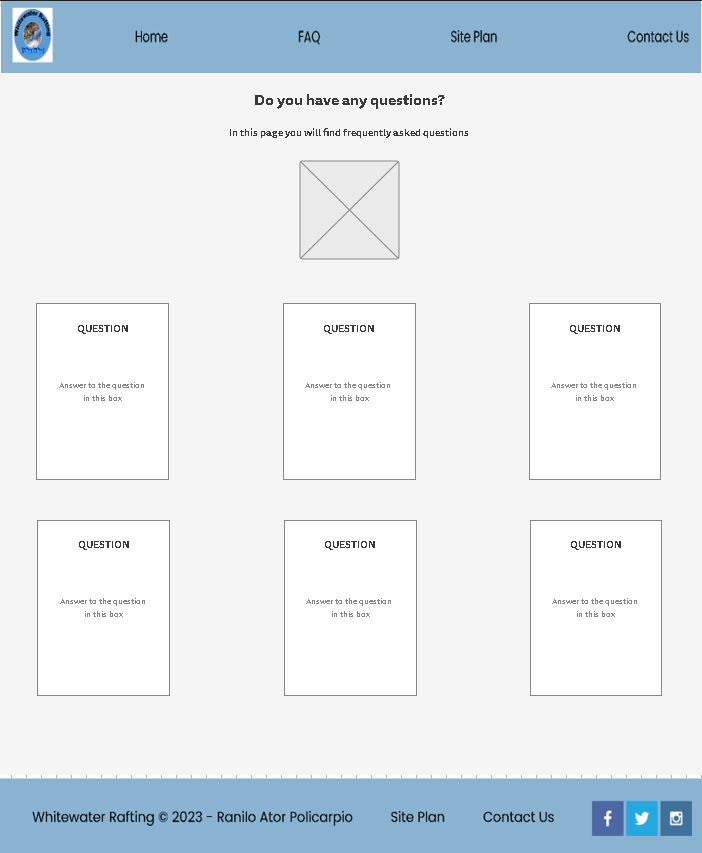 Whitewater Rafting
Home
FAQ
Site Plan
Contact Us
Do you have any questions?
In this page you will find frequently asked questions
QUESTION
Answer to the question
in this box
QUESTION
Answer to the question
in this box
QUESTION
Answer to the question
in this box
QUESTION
Answer to the question
in this box
QUESTION
Answer to the question
in this box
QUESTION
Answer to the question
in this box
Whitewater Rafting © 2023 - Ranilo Ator Policarpio
Site Plan
Contact Us